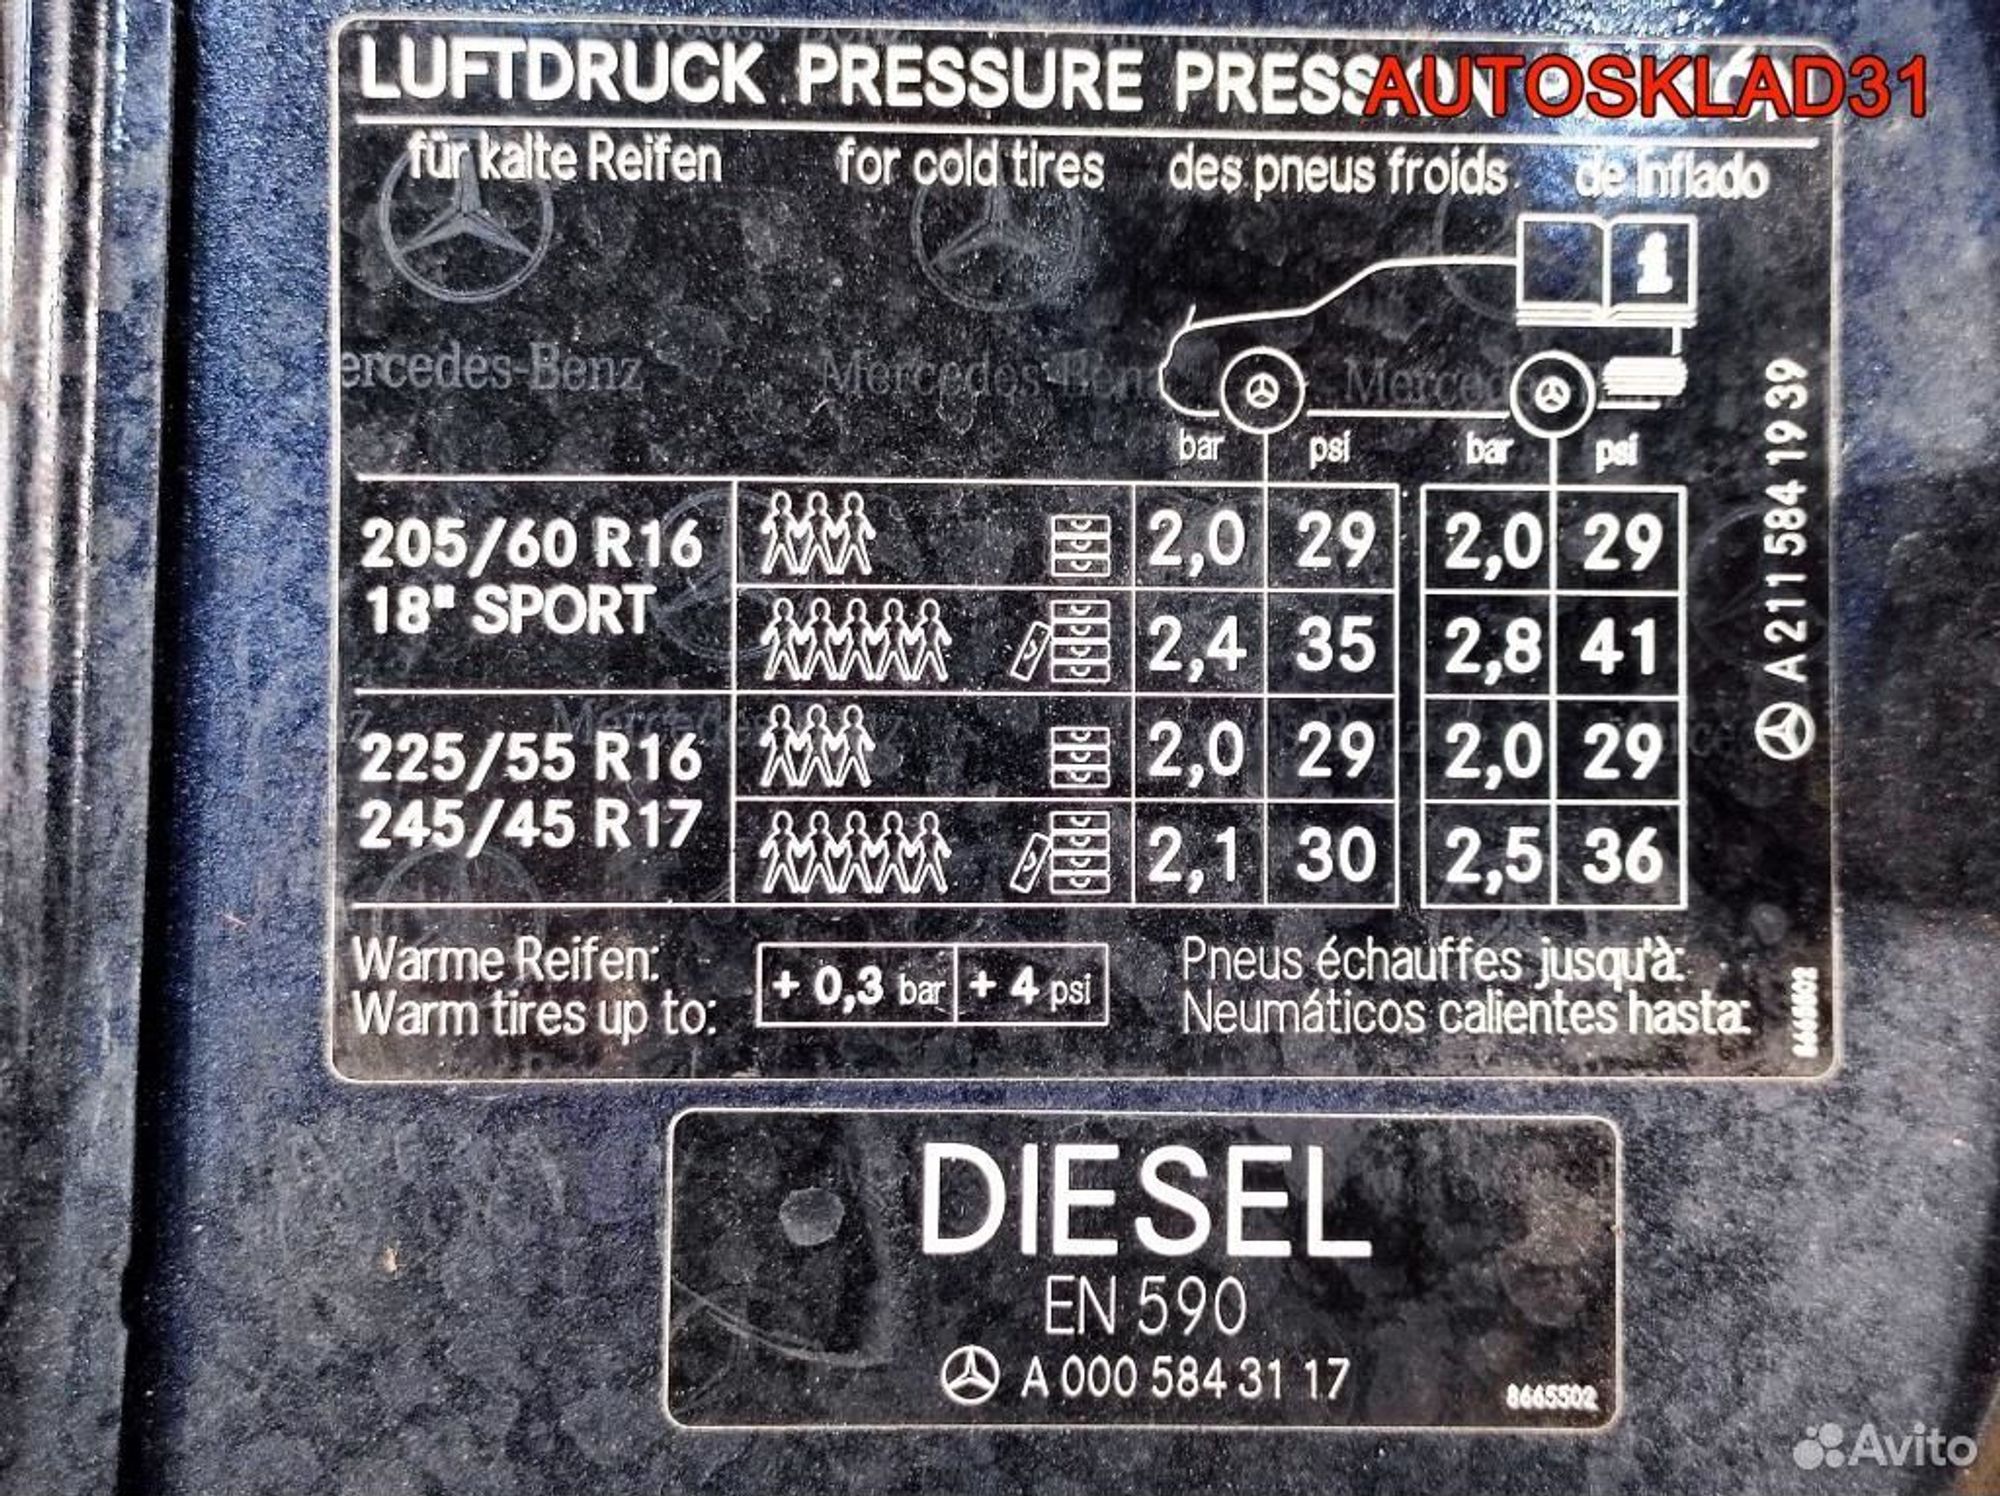 LUFTDRUCK PRESSURE PRESSION
AUTOSKLAD31
für kalte Reifen for cold tires des pneus froids de inflado
Mercedes-Benz Mercedes-Benz
bar psi bar psi
205/60 R16 2,0 29 2,0 29
18" SPORT 2,4 35 2,8 41
225/55 R16 2,0 29 2,0 29
245/45 R17 2,1 30 2,5 36
Warme Reifen: + 0,3 bar + 4 psi Pneus échauffes jusqu'à:
Warm tires up to: Neumáticos calientes hasta:
A 211 584 19 39
8665502
DIESEL
EN 590
A 000 584 31 17
8665502
Avito